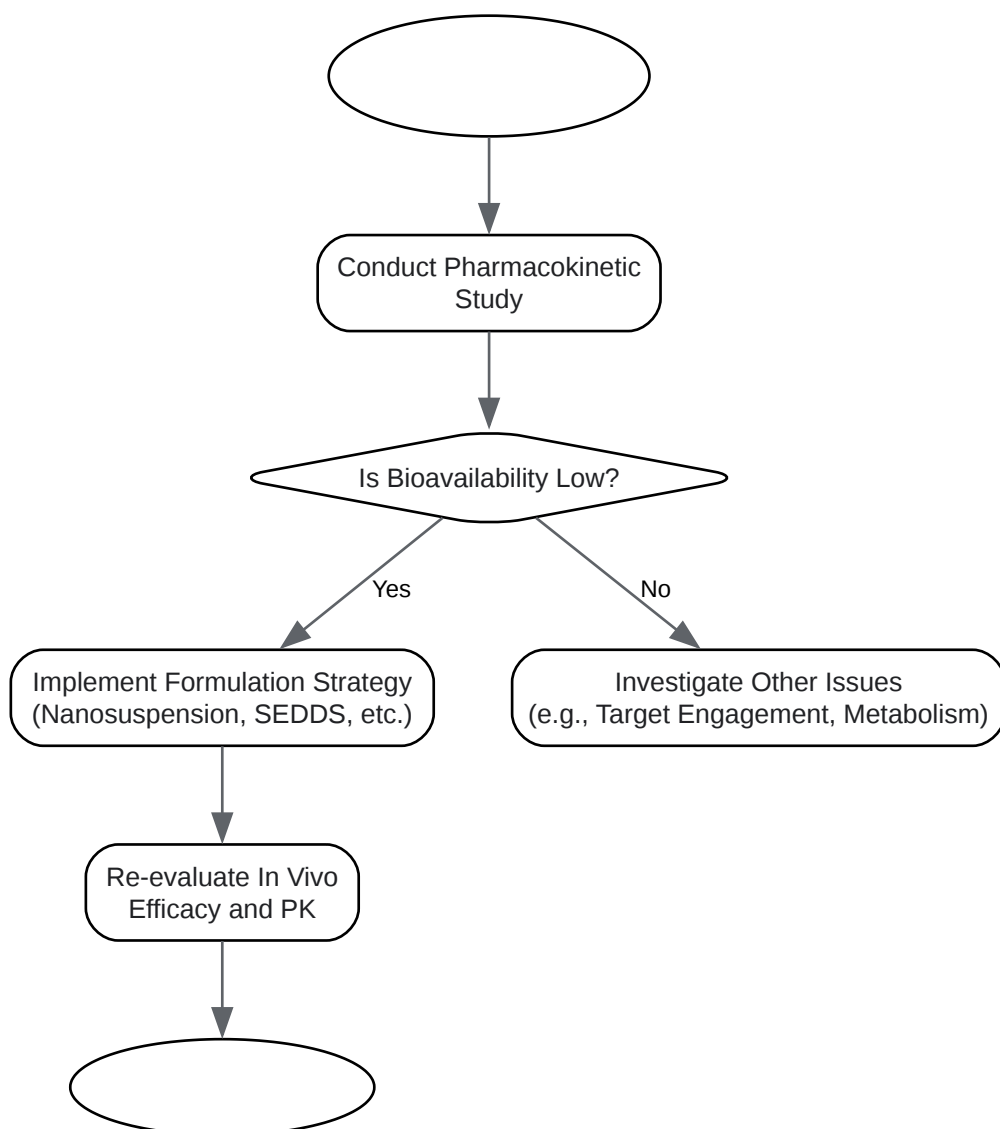 Conduct Pharmacokinetic
Study
Is Bioavailability Low?
Yes
No
Implement Formulation Strategy
(Nanosuspension, SEDDS, etc.)
Investigate Other Issues
(e.g., Target Engagement, Metabolism)
Re-evaluate In Vivo
Efficacy and PK